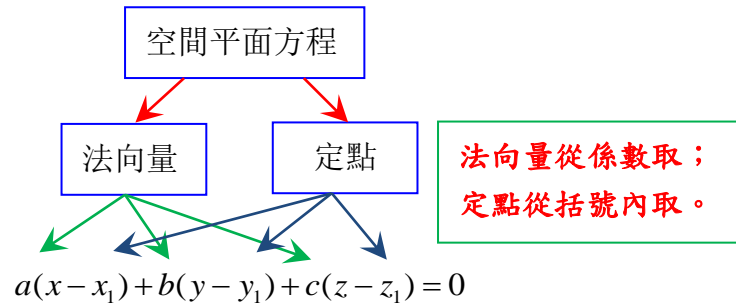 空間平面方程
法向量
定點
法向量從係數取；
定點從括號內取。
a(x − x₁) + b(y − y₁) + c(z − z₁) = 0